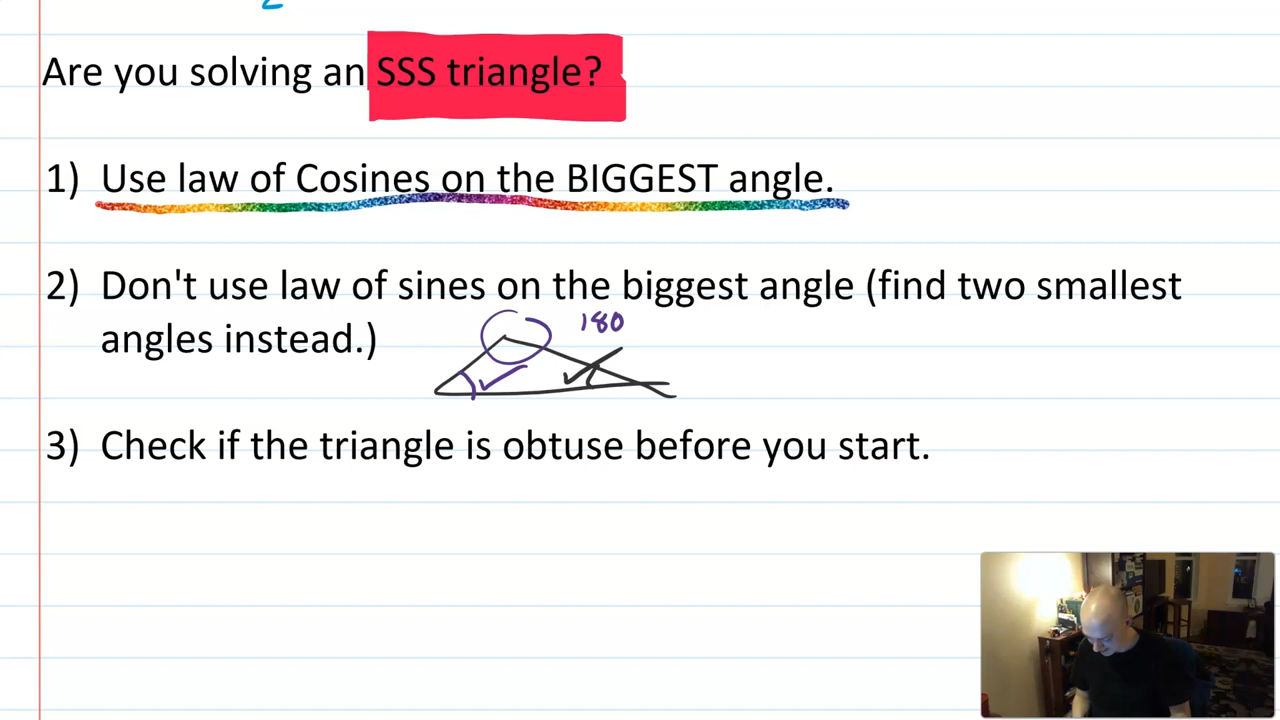 Are you solving an SSS triangle?
1) Use law of Cosines on the BIGGEST angle.
2) Don't use law of sines on the biggest angle (find two smallest
angles instead.)
180
3) Check if the triangle is obtuse before you start.